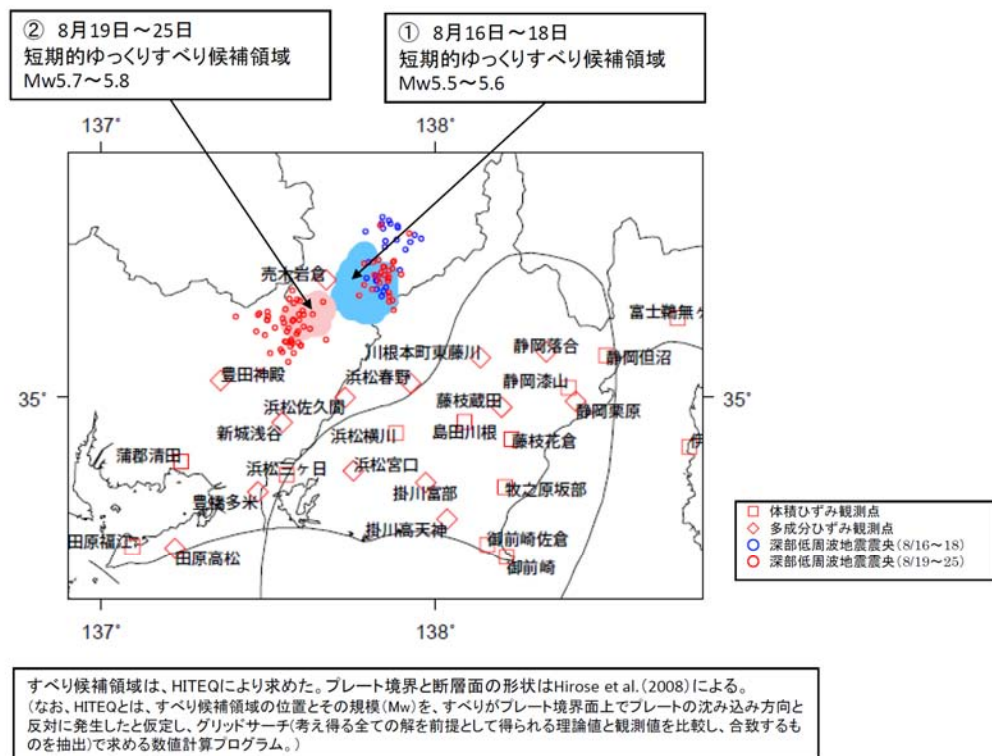 ② 8月19日～25日
短期的ゆっくりすべり候補領域
Mw5.7～5.8
① 8月16日～18日
短期的ゆっくりすべり候補領域
Mw5.5～5.6
137°
138°
売木岩倉
富士鞘無ヶ
川根本町東藤川
静岡落合
静岡但沼
豊田神殿
浜松春野
静岡漆山
35°
35°
浜松佐久間
藤枝蔵田
静岡栗原
新城浅谷
浜松横川
島田川根
藤枝花倉
伊
蒲郡清田
浜松三ヶ日
浜松宮口
掛川富部
牧之原坂部
豊橋多米
掛川高天神
田原福江
田原高松
御前崎佐倉
御前崎
137°
138°
体積ひずみ観測点
多成分ひずみ観測点
深部低周波地震震央(8/16～18)
深部低周波地震震央(8/19～25)
すべり候補領域は、HITEQにより求めた。プレート境界と断層面の形状はHirose et al.(2008)による。
(なお、HITEQとは、すべり候補領域の位置とその規模(Mw)を、すべりがプレート境界面上でプレートの沈み込み方向と
反対に発生したと仮定し、グリッドサーチ(考え得る全ての解を前提として得られる理論値と観測値を比較し、合致するも
のを抽出)で求める数値計算プログラム。)